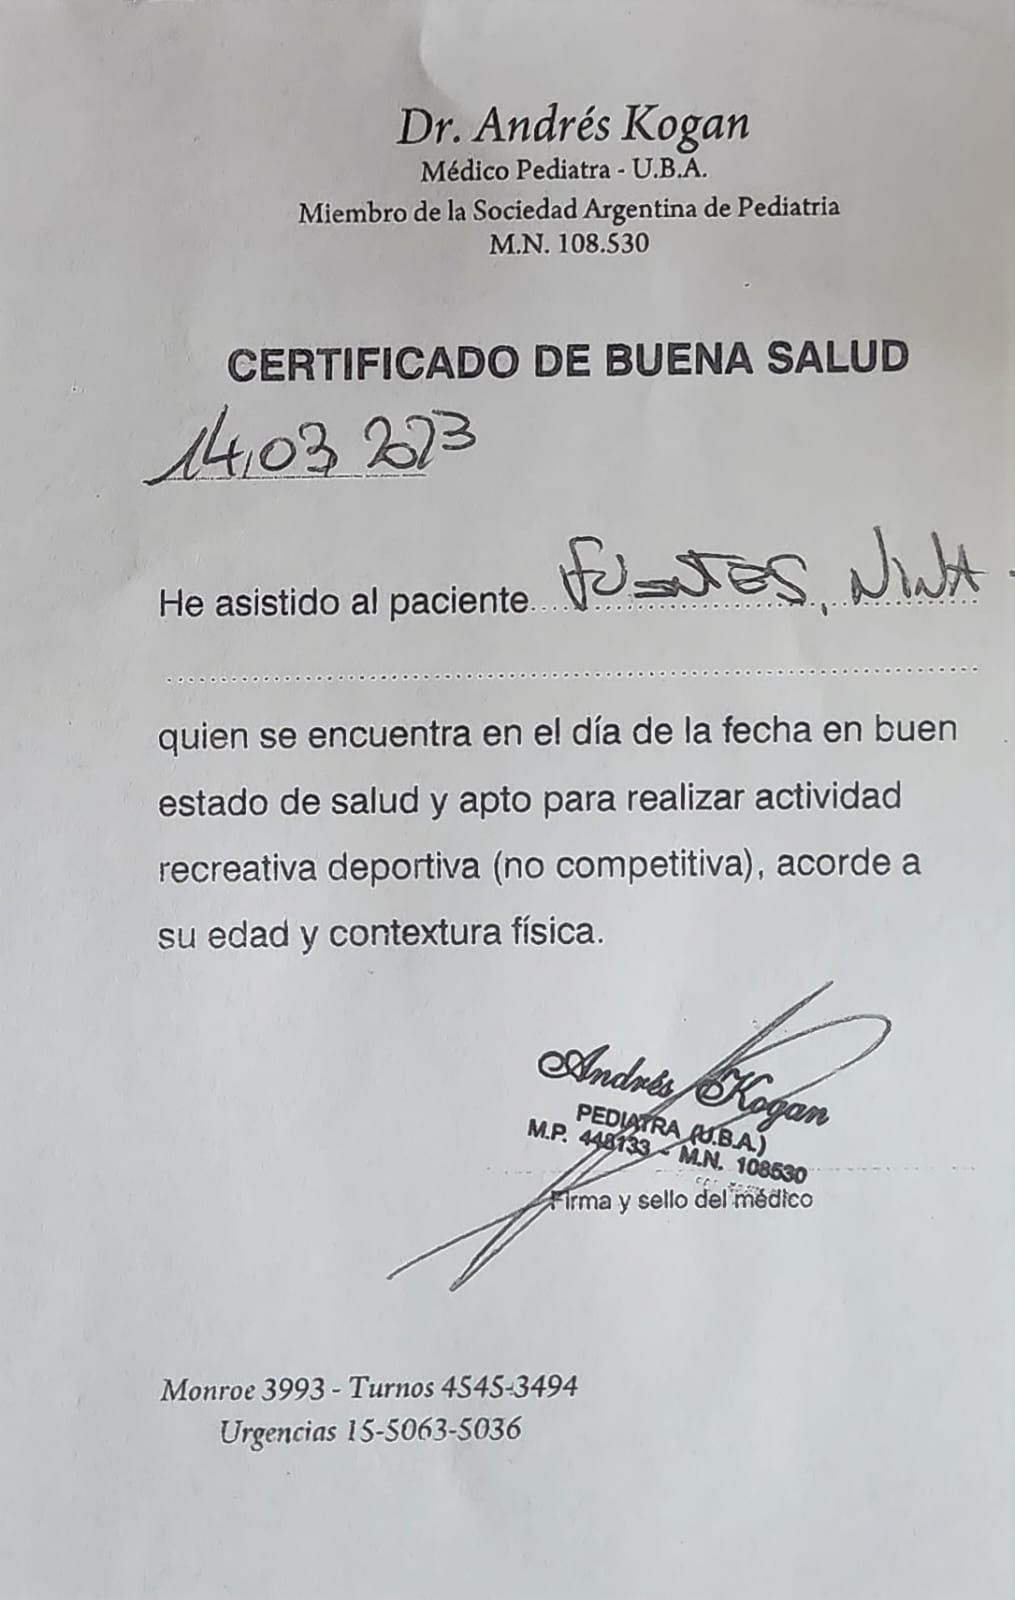 Dr. Andrés Kogan
Médico Pediatra - U.B.A.
Miembro de la Sociedad Argentina de Pediatria
M.N. 108.530
CERTIFICADO DE BUENA SALUD
14,03 2023
He asistido al paciente FUENTES, NINA
quien se encuentra en el día de la fecha en buen
estado de salud y apto para realizar actividad
recreativa deportiva (no competitiva), acorde a
su edad y contextura física.
Andrés Kogan
PEDIATRA (U.B.A.)
M.P. 448133 - M.N. 108530
Firma y sello del médico
Monroe 3993 - Turnos 4545-3494
Urgencias 15-5063-5036